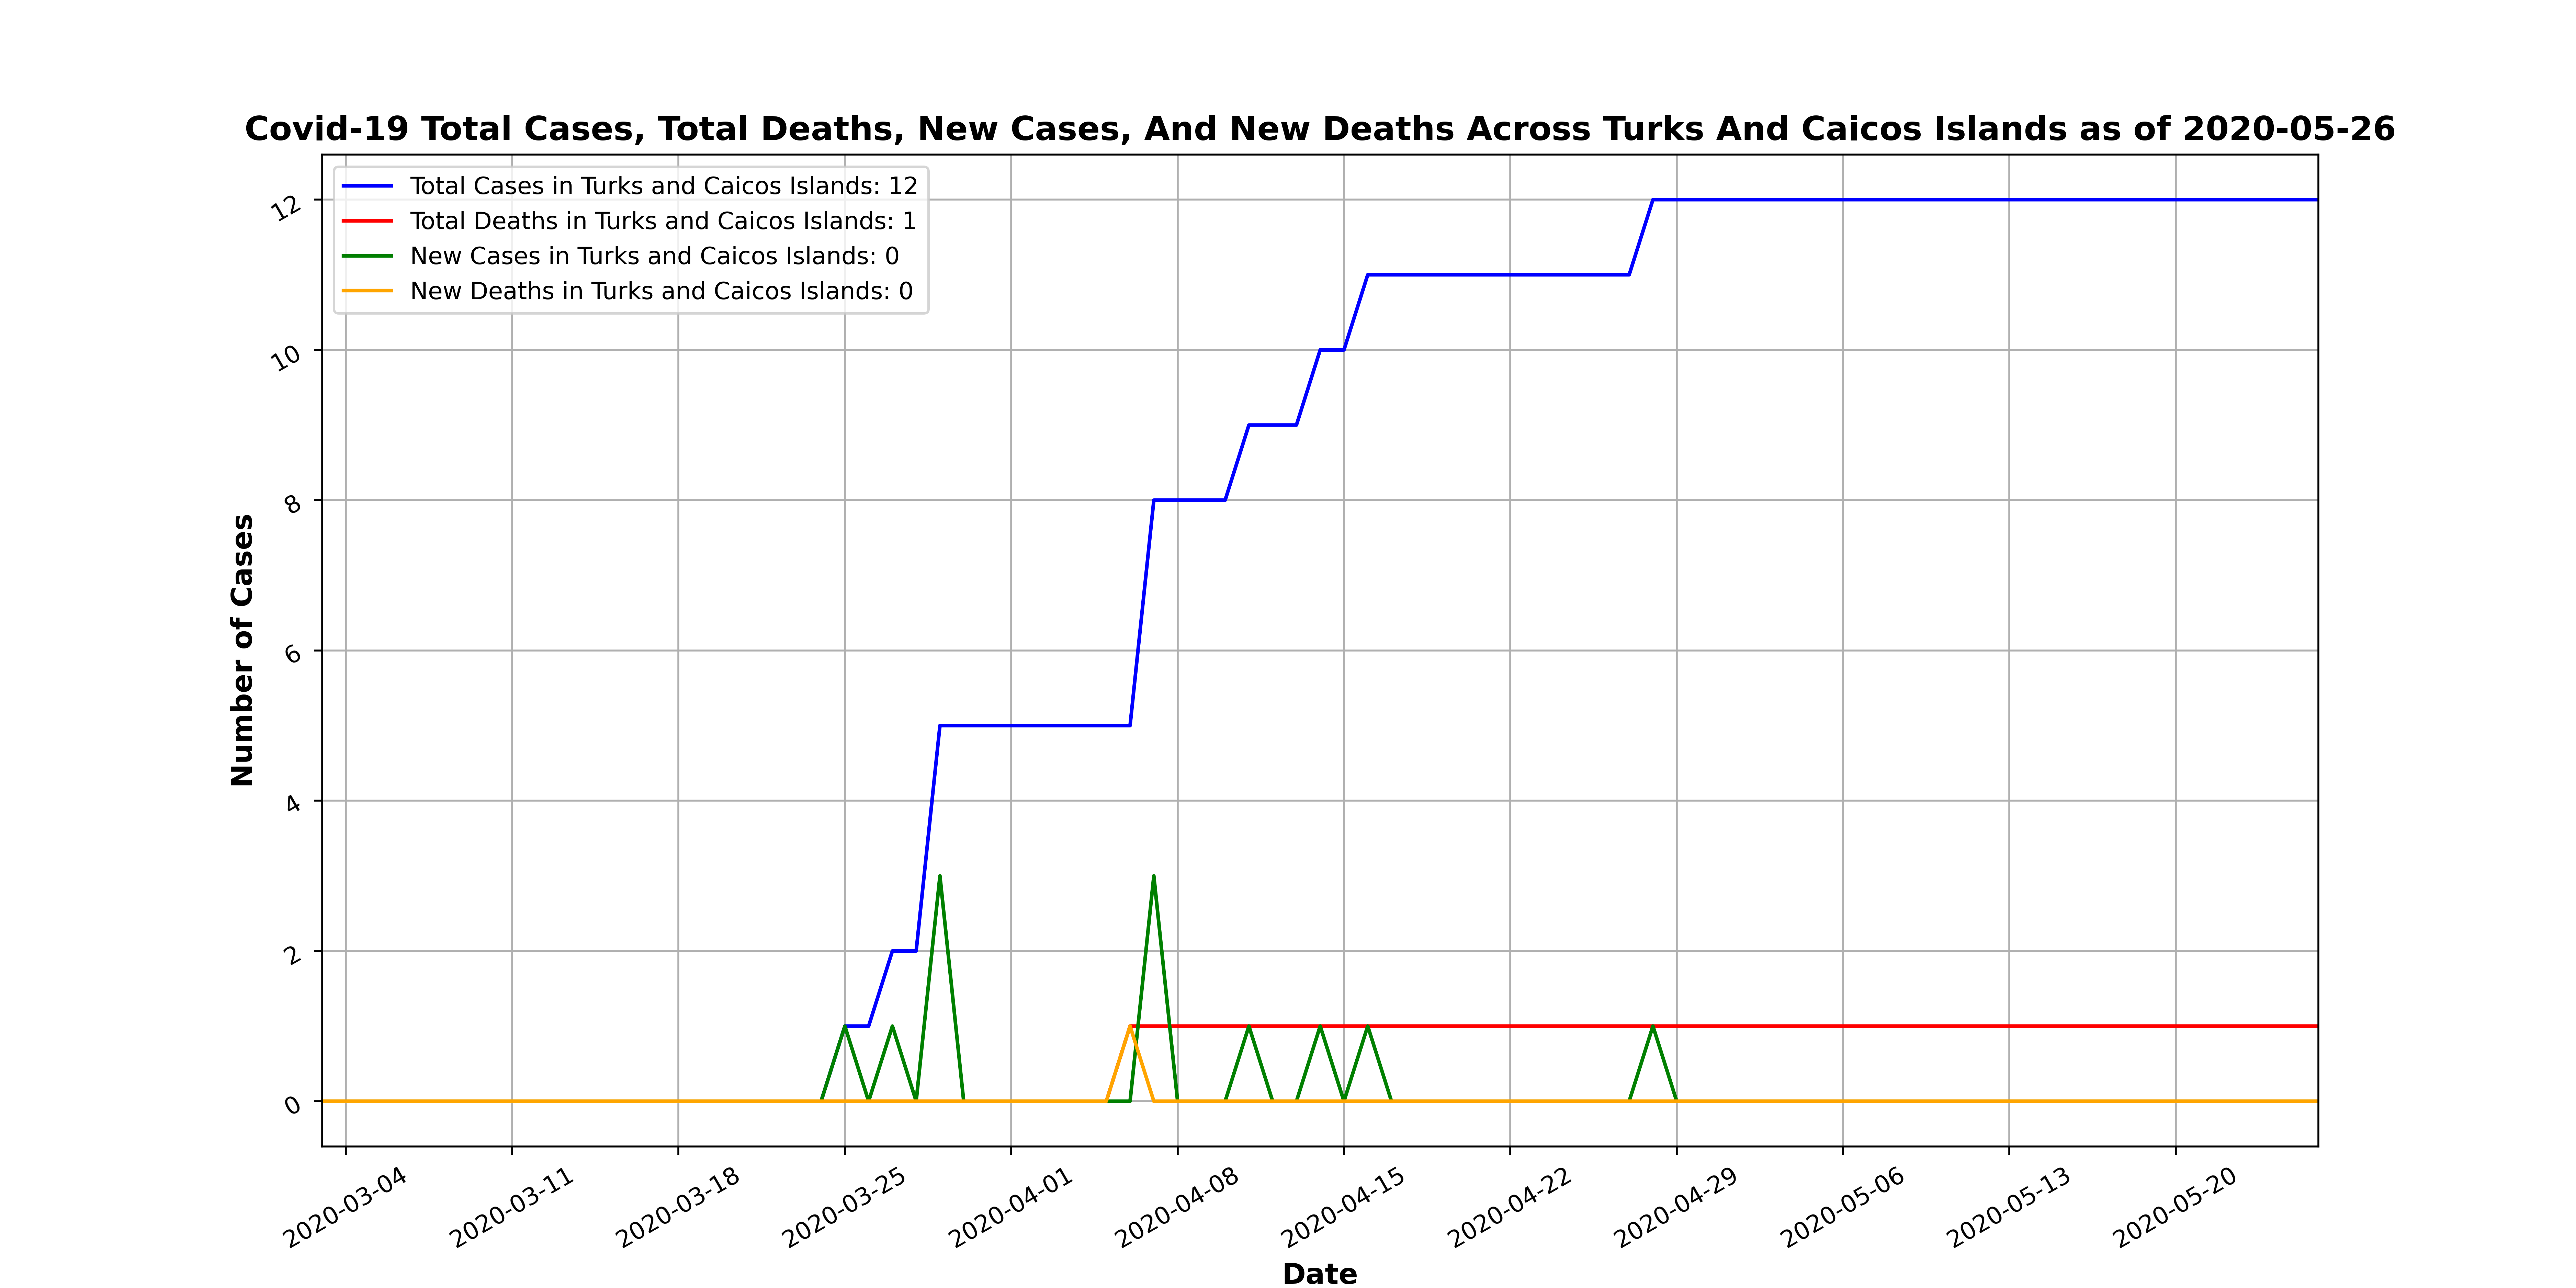 Covid-19 Total Cases, Total Deaths, New Cases, And New Deaths Across Turks And Caicos Islands as of 2020-05-26
Total Cases in Turks and Caicos Islands: 12
Total Deaths in Turks and Caicos Islands: 1
New Cases in Turks and Caicos Islands: 0
New Deaths in Turks and Caicos Islands: 0
Number of Cases
12
10
8
6
4
2
0
2020-03-04
2020-03-11
2020-03-18
2020-03-25
2020-04-01
2020-04-08
2020-04-15
2020-04-22
2020-04-29
2020-05-06
2020-05-13
2020-05-20
Date